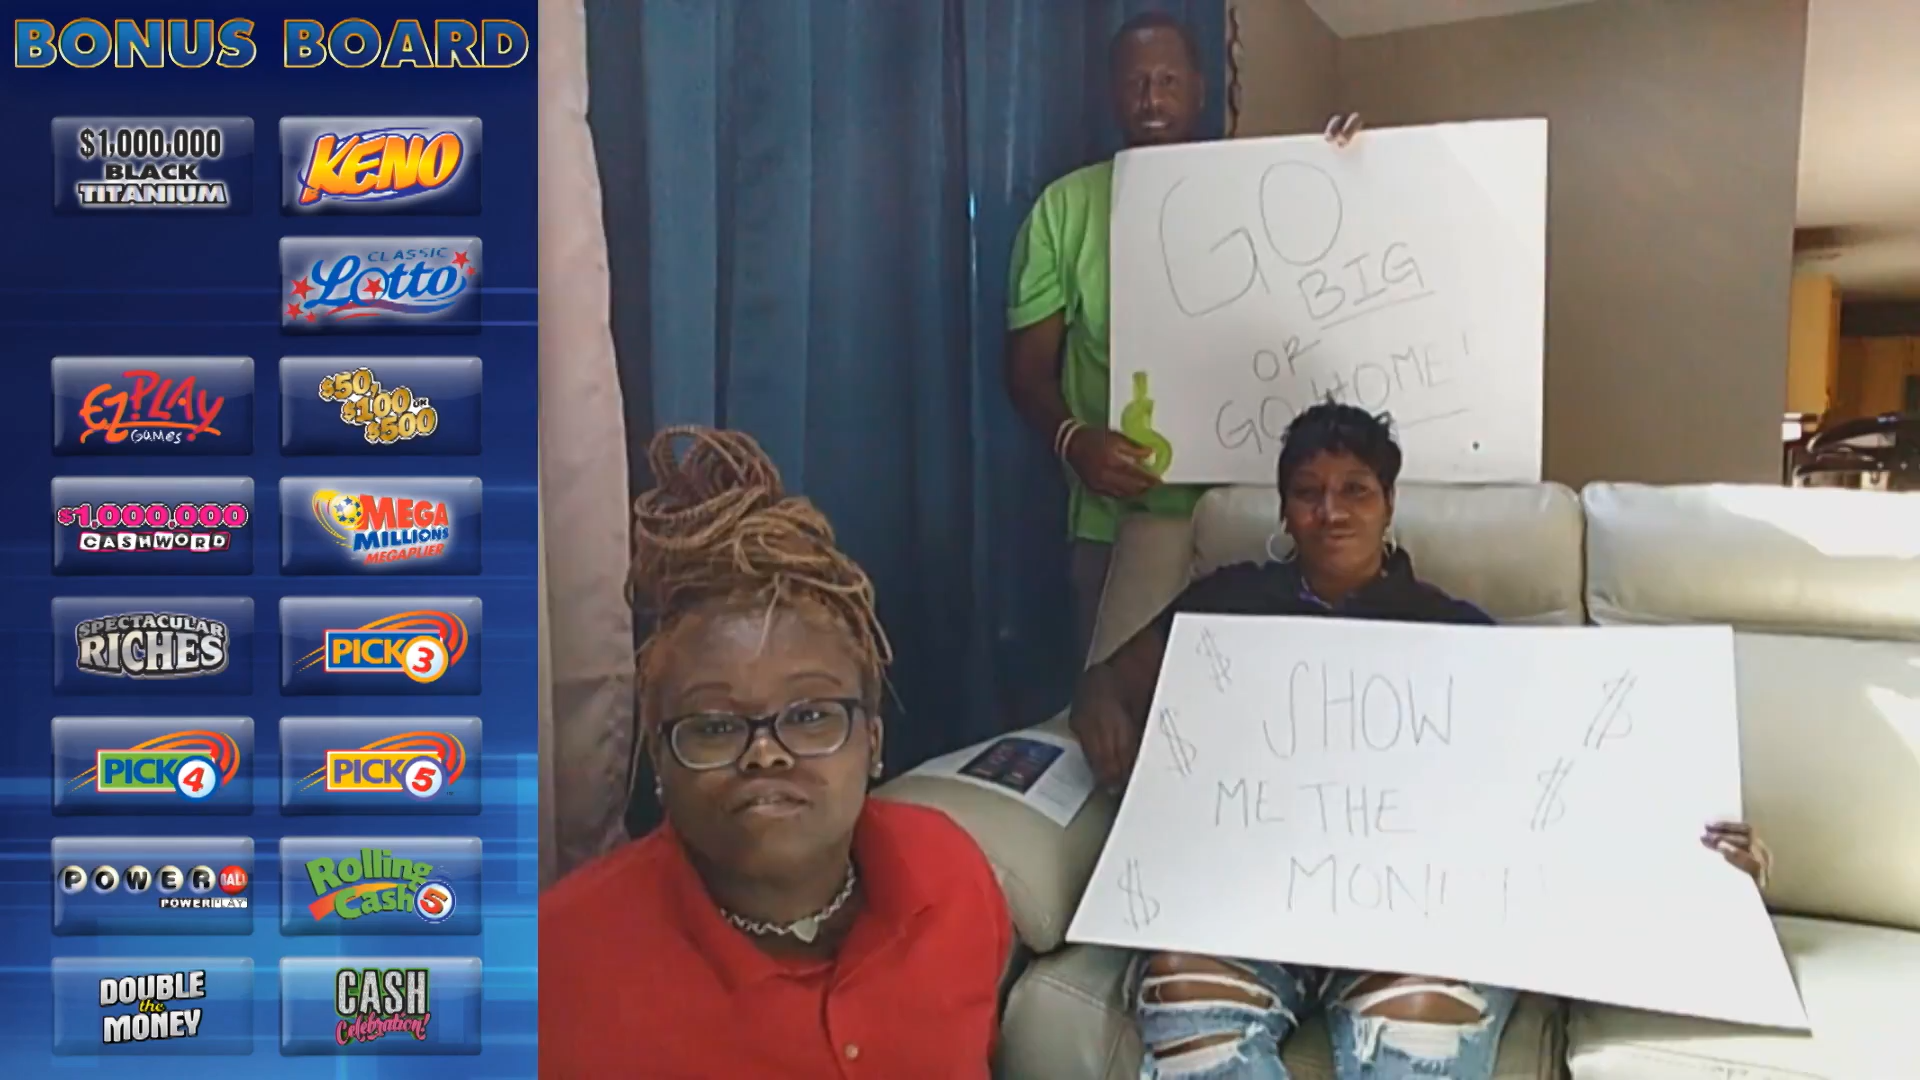 BONUS BOARD
$1,000,000
BLACK
TITANIUM
KENO
CLASSIC
Lotto
EZPLAY
GAMES
$50,
$100 OR
$500
$1,000,000
CASHWORD
MEGA
MILLIONS
MEGAPLIER
SPECTACULAR
RICHES
PICK 3
PICK 4
PICK 5
POWERBALL
POWERPLAY
Rolling
Cash 5
DOUBLE
the
MONEY
CASH
Celebration!
GO
BIG
OR
GO HOME!
$ SHOW $
$ ME THE $
$